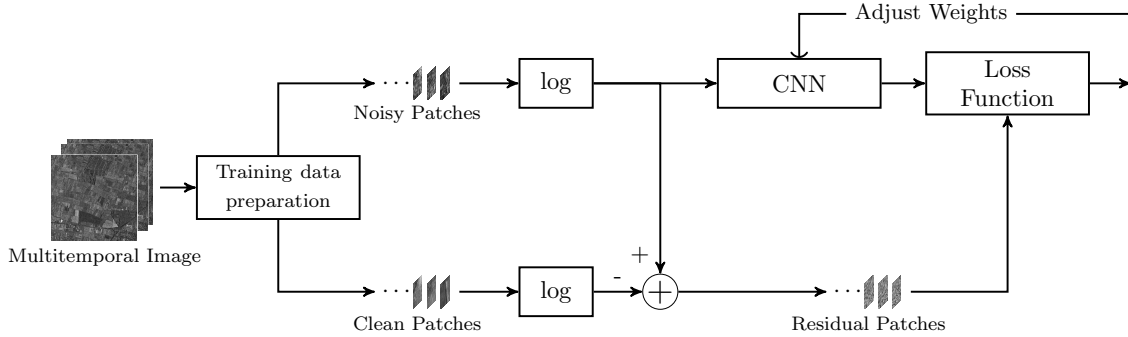 Adjust Weights
log
CNN
Loss
Function
Noisy Patches
Training data
preparation
Multitemporal Image
+
-
log
+
Clean Patches
Residual Patches